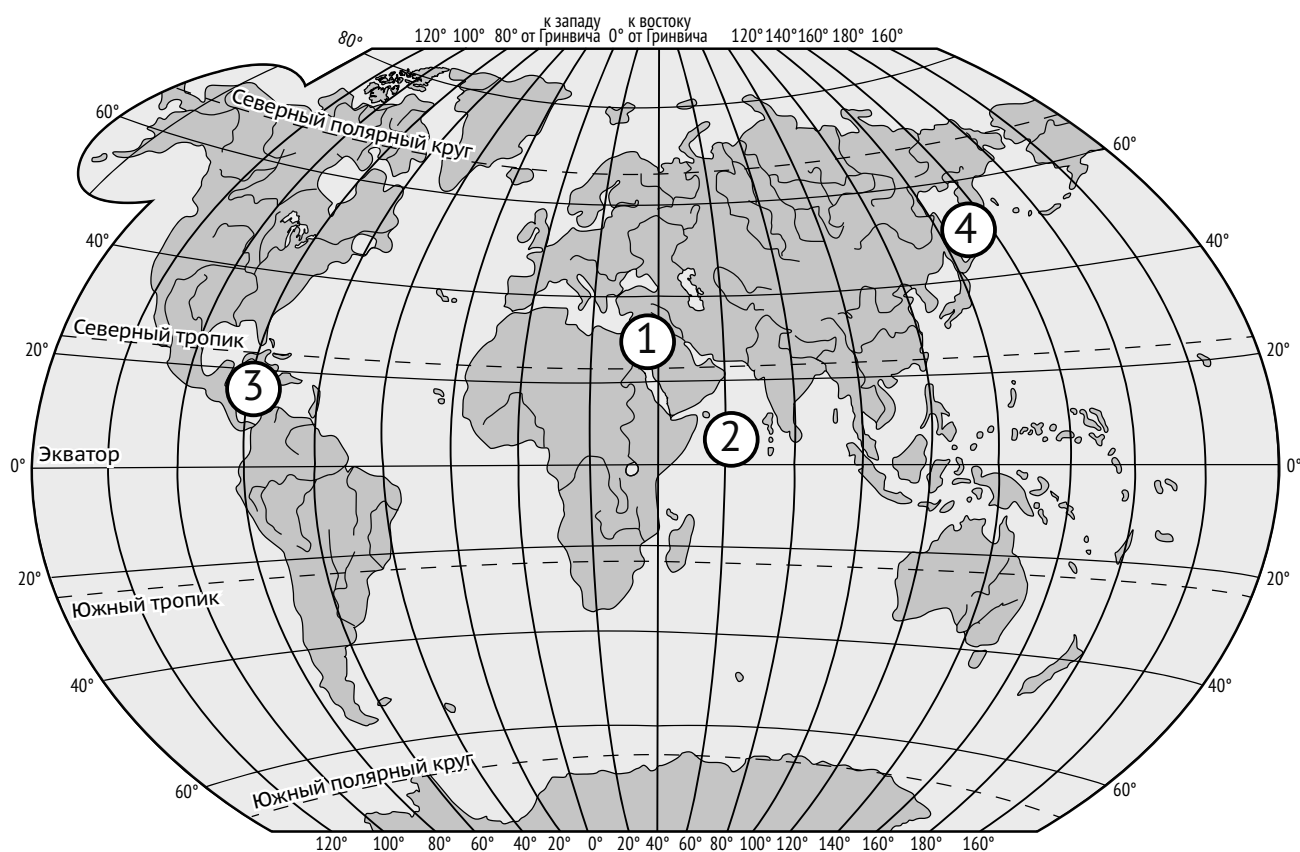 к западу к востоку
80° 120° 100° 80° от Гринвича 0° от Гринвича 120° 140° 160° 180° 160°
60° Северный полярный круг 60°
40° 4 40°
Северный тропик 1
20° 3 20°
2
Экватор
0° 0°
20° 20°
Южный тропик
40° 40°
Южный полярный круг
60° 60°
120° 100° 80° 60° 40° 20° 0° 20° 40° 60° 80° 100° 120° 140° 160° 180° 160°